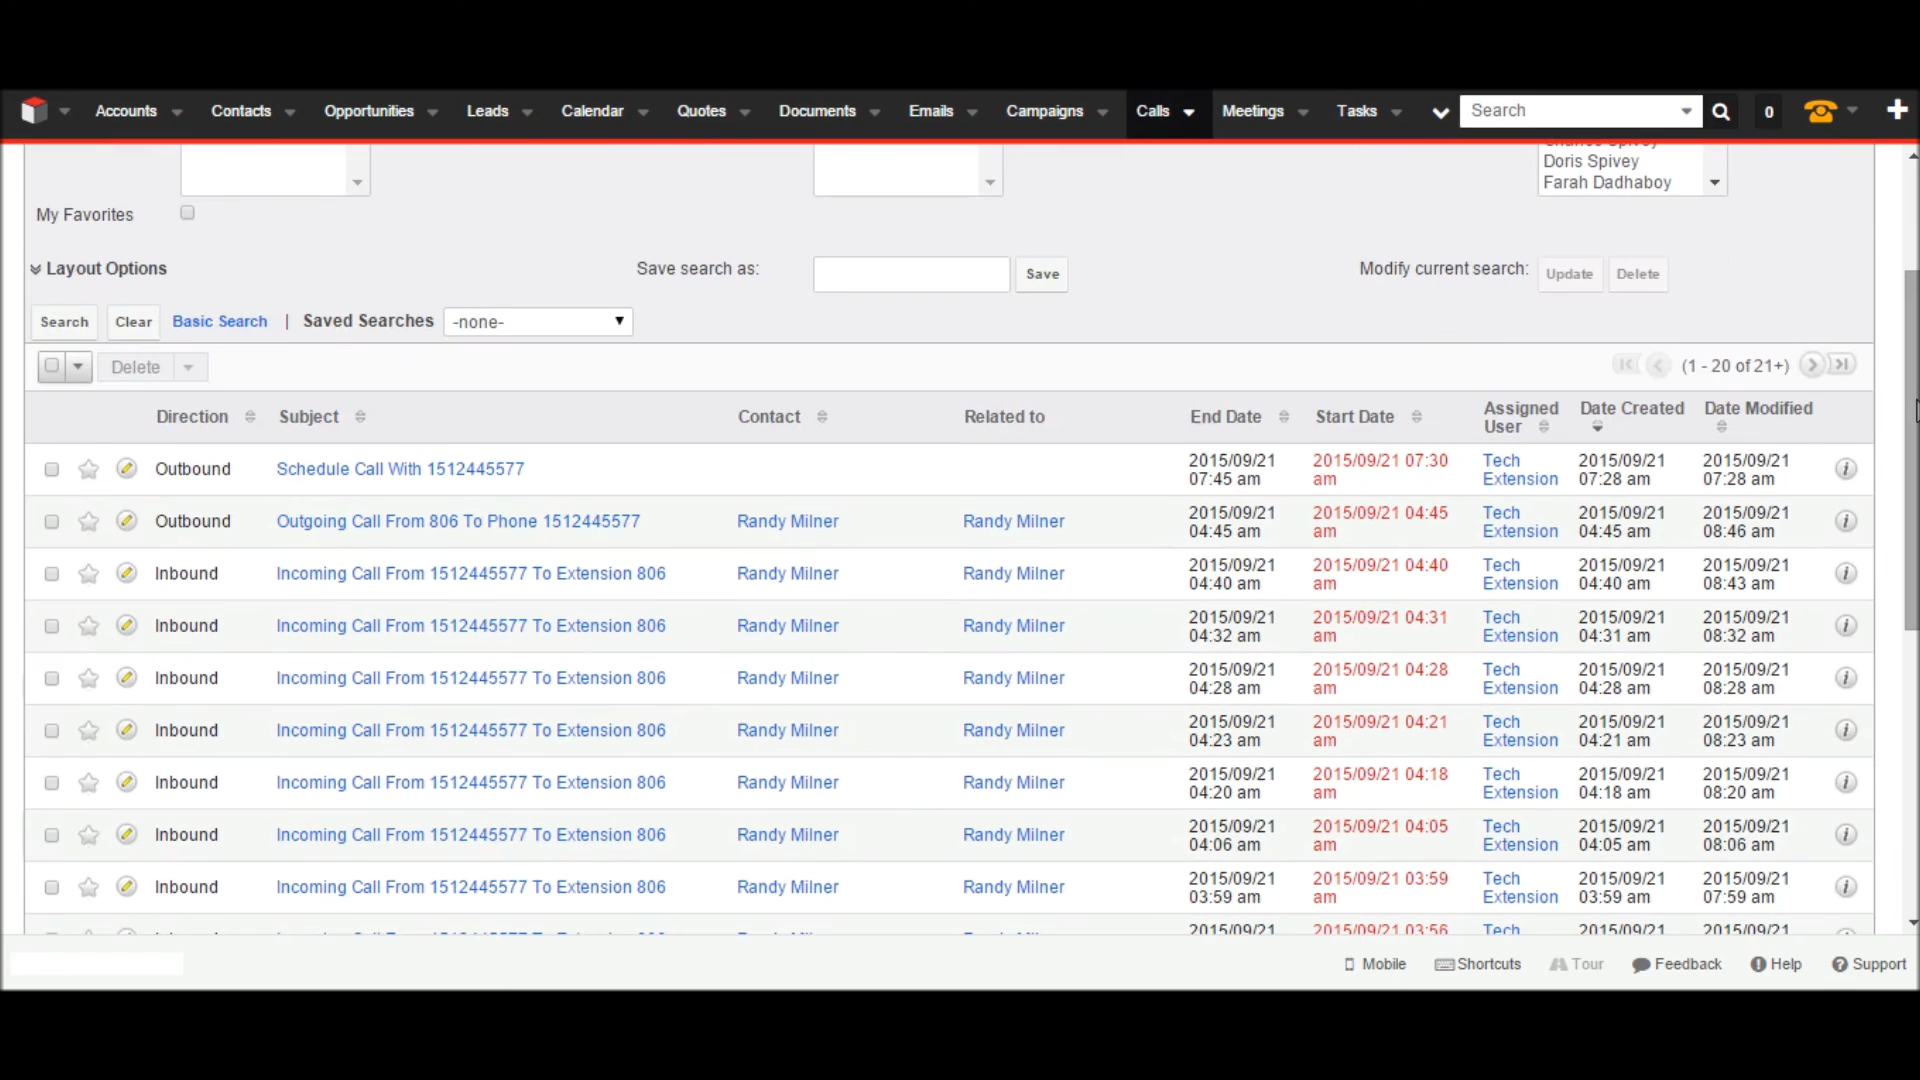 Accounts Contacts Opportunities Leads Calendar Quotes Documents Emails Campaigns Calls Meetings Tasks Search 0
Doris Spivey
Farah Dadhaboy
My Favorites
Layout Options Save search as: Save Modify current search: Update Delete
Search Clear Basic Search | Saved Searches -none-
Delete (1 - 20 of 21+)
Direction Subject Contact Related to End Date Start Date Assigned User Date Created Date Modified
Outbound Schedule Call With 1512445577 2015/09/21 07:45 am 2015/09/21 07:30 am Tech Extension 2015/09/21 07:28 am 2015/09/21 07:28 am
Outbound Outgoing Call From 806 To Phone 1512445577 Randy Milner Randy Milner 2015/09/21 04:45 am 2015/09/21 04:45 am Tech Extension 2015/09/21 04:45 am 2015/09/21 08:46 am
Inbound Incoming Call From 1512445577 To Extension 806 Randy Milner Randy Milner 2015/09/21 04:40 am 2015/09/21 04:40 am Tech Extension 2015/09/21 04:40 am 2015/09/21 08:43 am
Inbound Incoming Call From 1512445577 To Extension 806 Randy Milner Randy Milner 2015/09/21 04:32 am 2015/09/21 04:31 am Tech Extension 2015/09/21 04:31 am 2015/09/21 08:32 am
Inbound Incoming Call From 1512445577 To Extension 806 Randy Milner Randy Milner 2015/09/21 04:28 am 2015/09/21 04:28 am Tech Extension 2015/09/21 04:28 am 2015/09/21 08:28 am
Inbound Incoming Call From 1512445577 To Extension 806 Randy Milner Randy Milner 2015/09/21 04:23 am 2015/09/21 04:21 am Tech Extension 2015/09/21 04:21 am 2015/09/21 08:23 am
Inbound Incoming Call From 1512445577 To Extension 806 Randy Milner Randy Milner 2015/09/21 04:20 am 2015/09/21 04:18 am Tech Extension 2015/09/21 04:18 am 2015/09/21 08:20 am
Inbound Incoming Call From 1512445577 To Extension 806 Randy Milner Randy Milner 2015/09/21 04:06 am 2015/09/21 04:05 am Tech Extension 2015/09/21 04:05 am 2015/09/21 08:06 am
Inbound Incoming Call From 1512445577 To Extension 806 Randy Milner Randy Milner 2015/09/21 03:59 am 2015/09/21 03:59 am Tech Extension 2015/09/21 03:59 am 2015/09/21 07:59 am
2015/09/21 2015/09/21 03:56 Tech 2015/09/21 2015/09/21
Mobile Shortcuts Tour Feedback Help Support